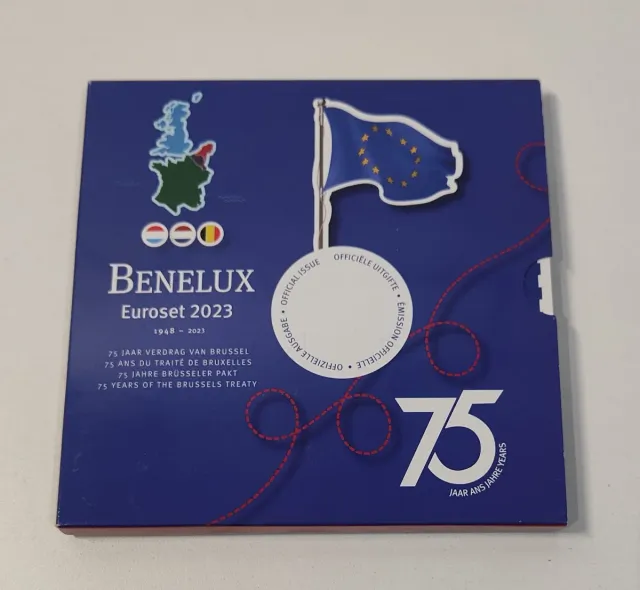 BENELUX
Euroset 2023
1948 – 2023
75 JAAR VERDRAG VAN BRUSSEL
75 ANS DU TRAITÉ DE BRUXELLES
75 JAHRE BRÜSSELER PAKT
75 YEARS OF THE BRUSSELS TREATY
OFFICIAL ISSUE OFFICIËLE UITGIFTE • ÉMISSION OFFICIELLE • OFFIZIELLE AUSGABE •
75
JAAR ANS JAHRE YEARS